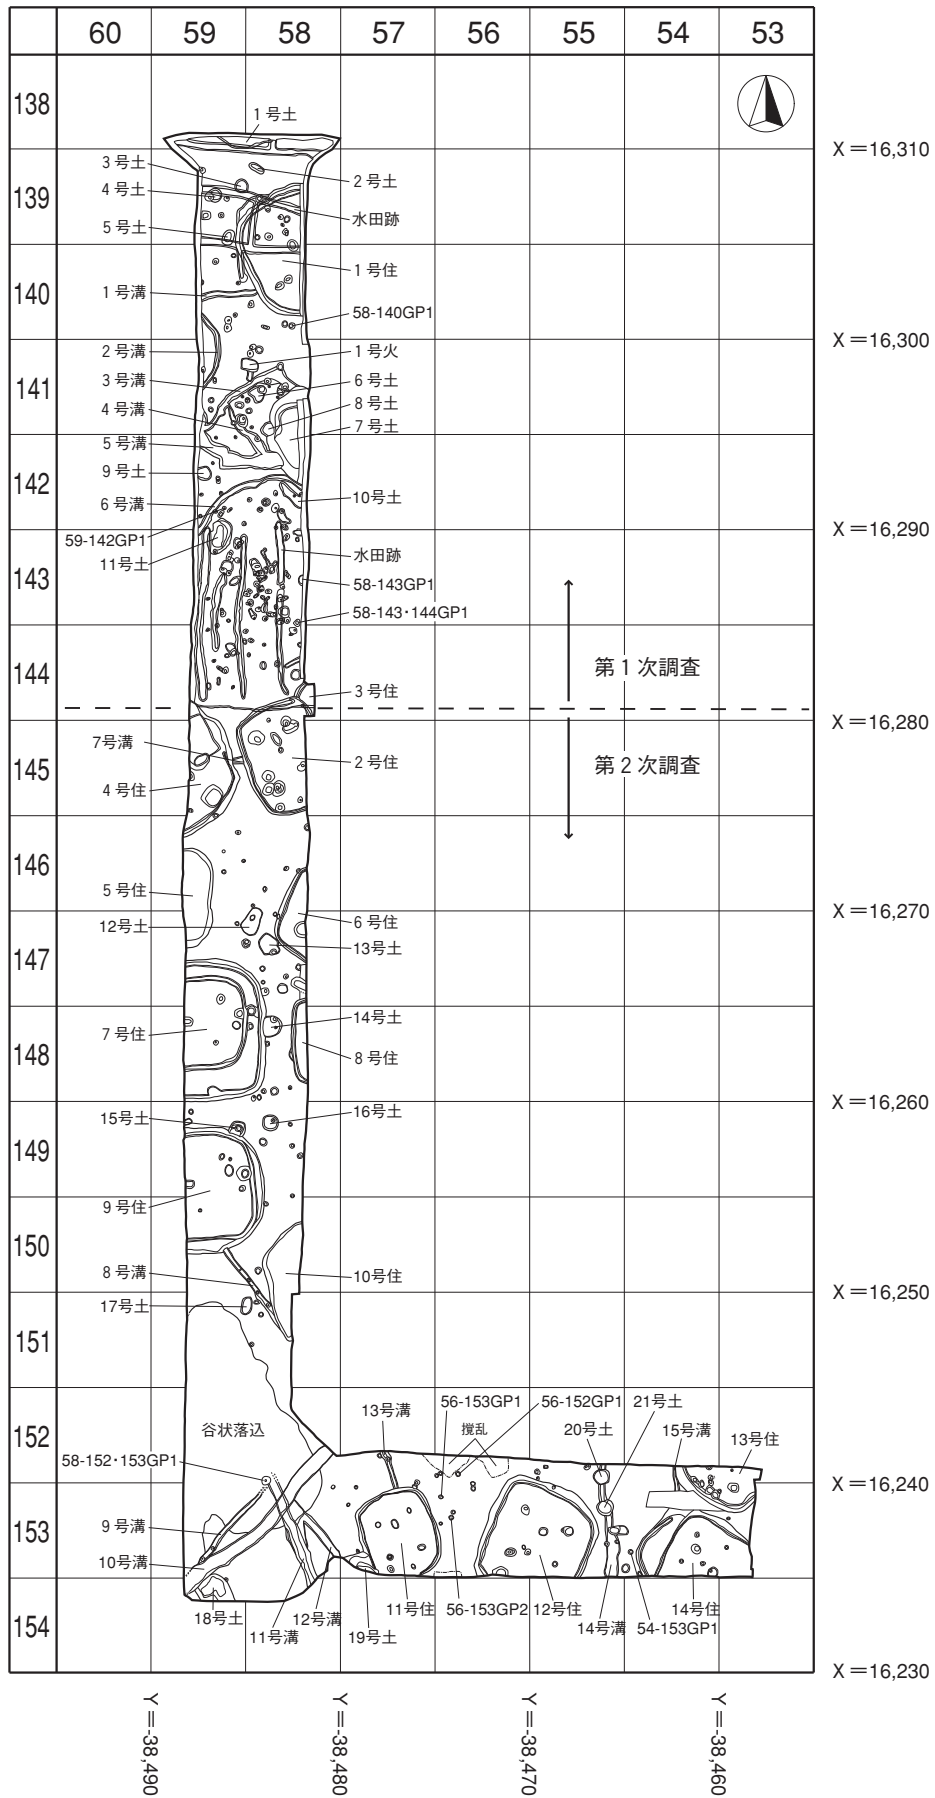 60 59 58 57 56 55 54 53
138
1号土
X=16,310
3号土
2号土
139
4号土
水田跡
5号土
1号住
140
1号溝
58-140GP1
X=16,300
2号溝
1号火
3号溝
6号土
141
4号溝
8号土
7号土
5号溝
9号土
142
10号土
6号溝
X=16,290
59-142GP1
水田跡
11号土
143
58-143GP1
58-143・144GP1
144
第1次調査
3号住
X=16,280
7号溝
2号住
145
第2次調査
4号住
146
5号住
X=16,270
12号土
6号住
13号土
147
14号土
7号住
148
8号住
X=16,260
15号土
16号土
149
9号住
150
8号溝
10号住
17号土
X=16,250
151
56-153GP1
56-152GP1
21号土
13号溝
撹乱
20号土
15号溝
13号住
152
谷状落込
58-152・153GP1
X=16,240
9号溝
153
10号溝
18号土
11号溝
12号溝
19号土
11号住
56-153GP2
12号住
14号溝
54-153GP1
14号住
154
X=16,230
Y=-38,490
Y=-38,480
Y=-38,470
Y=-38,460